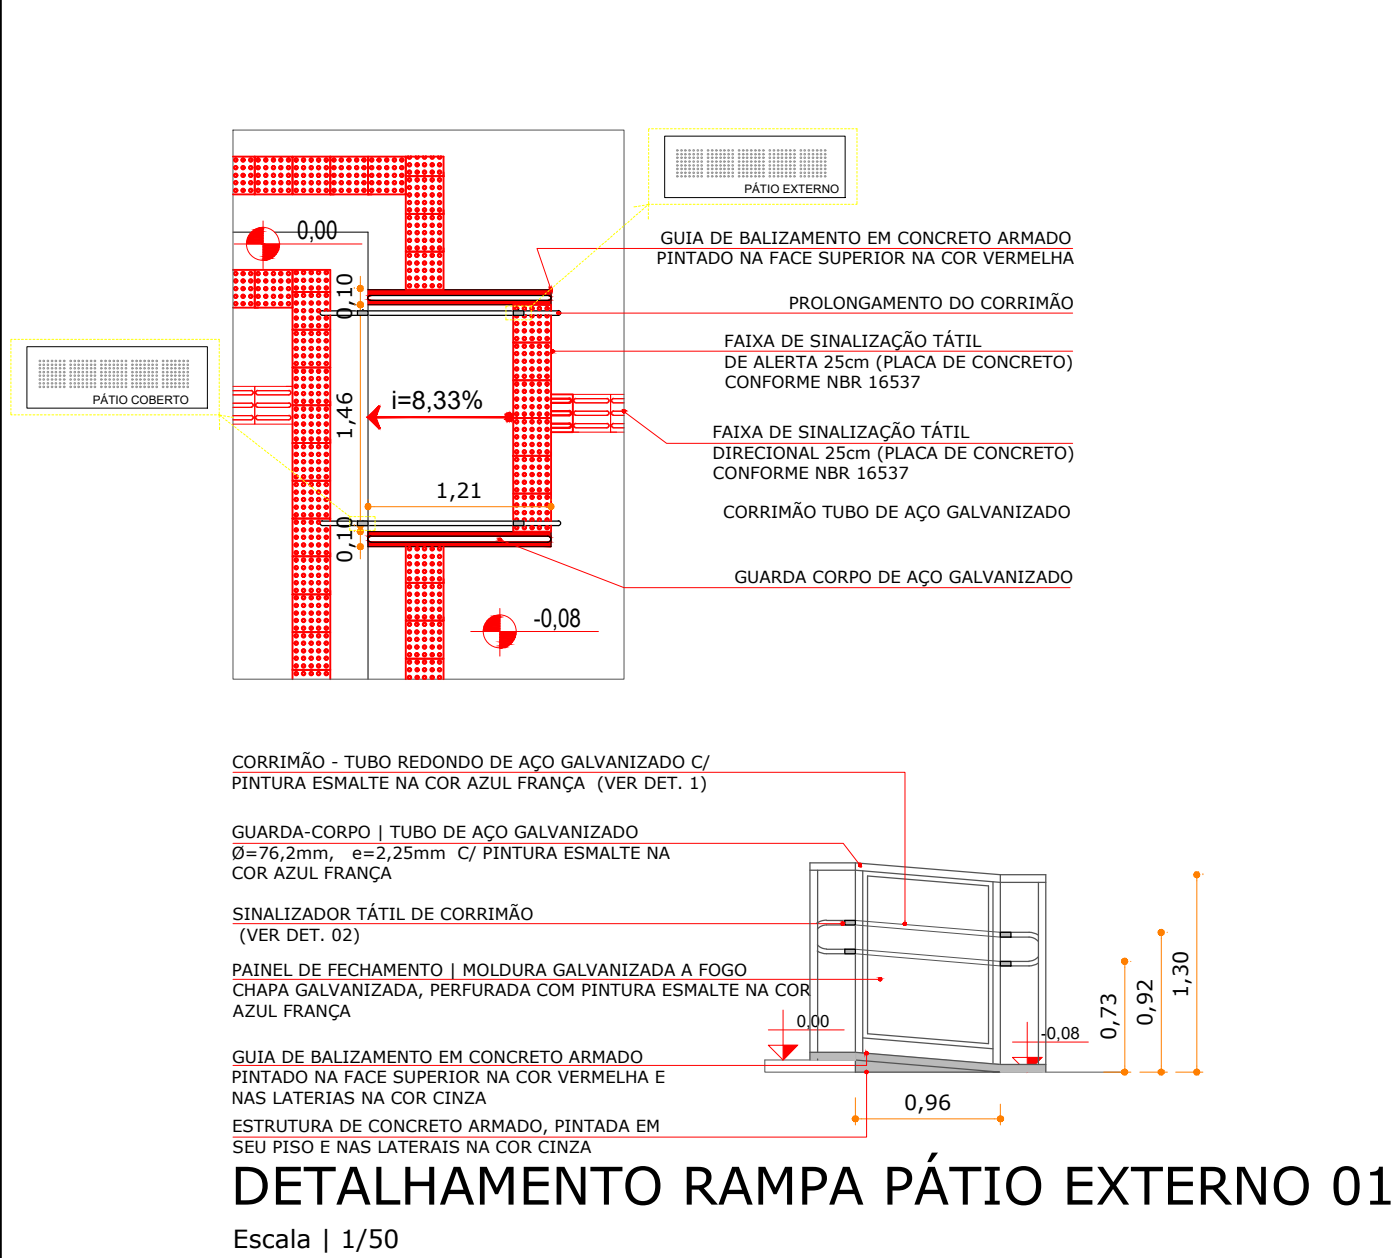 PÁTIO EXTERNO
0,00
GUIA DE BALIZAMENTO EM CONCRETO ARMADO
PINTADO NA FACE SUPERIOR NA COR VERMELHA
0,10
PROLONGAMENTO DO CORRIMÃO
FAIXA DE SINALIZAÇÃO TÁTIL
DE ALERTA 25cm (PLACA DE CONCRETO)
CONFORME NBR 16537
PÁTIO COBERTO
i=8,33%
1,46
FAIXA DE SINALIZAÇÃO TÁTIL
DIRECIONAL 25cm (PLACA DE CONCRETO)
CONFORME NBR 16537
1,21
CORRIMÃO TUBO DE AÇO GALVANIZADO
0,10
GUARDA CORPO DE AÇO GALVANIZADO
-0,08
CORRIMÃO - TUBO REDONDO DE AÇO GALVANIZADO C/
PINTURA ESMALTE NA COR AZUL FRANÇA (VER DET. 1)
GUARDA-CORPO | TUBO DE AÇO GALVANIZADO
Ø=76,2mm, e=2,25mm C/ PINTURA ESMALTE NA
COR AZUL FRANÇA
SINALIZADOR TÁTIL DE CORRIMÃO
(VER DET. 02)
PAINEL DE FECHAMENTO | MOLDURA GALVANIZADA A FOGO
CHAPA GALVANIZADA, PERFURADA COM PINTURA ESMALTE NA COR
AZUL FRANÇA
0,00
-0,08
0,73
0,92
1,30
GUIA DE BALIZAMENTO EM CONCRETO ARMADO
PINTADO NA FACE SUPERIOR NA COR VERMELHA E
NAS LATERIAS NA COR CINZA
0,96
ESTRUTURA DE CONCRETO ARMADO, PINTADA EM
SEU PISO E NAS LATERAIS NA COR CINZA
DETALHAMENTO RAMPA PÁTIO EXTERNO 01
Escala | 1/50